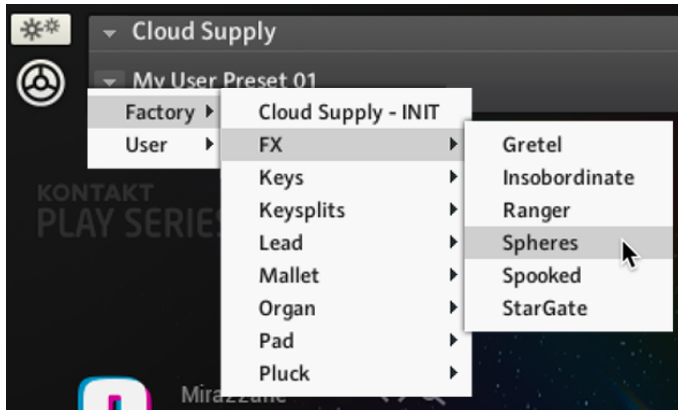 Cloud Supply
My User Preset 01
Factory
User
Cloud Supply - INIT
FX
Keys
Keysplits
Lead
Mallet
Organ
Pad
Pluck
Gretel
Insobordinate
Ranger
Spheres
Spooked
StarGate
KONTAKT
PLAY SERIES